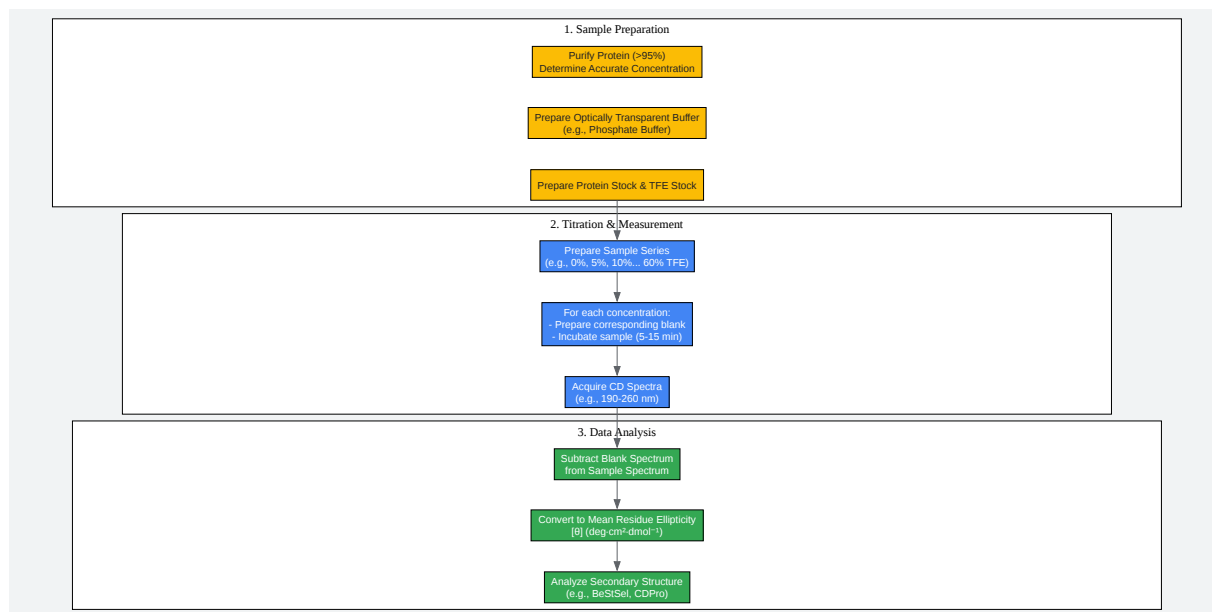 1. Sample Preparation
Purify Protein (>95%)
Determine Accurate Concentration
Prepare Optically Transparent Buffer
(e.g., Phosphate Buffer)
Prepare Protein Stock & TFE Stock
2. Titration & Measurement
Prepare Sample Series
(e.g., 0%, 5%, 10%... 60% TFE)
For each concentration:
- Prepare corresponding blank
- Incubate sample (5-15 min)
Acquire CD Spectra
(e.g., 190-260 nm)
3. Data Analysis
Subtract Blank Spectrum
from Sample Spectrum
Convert to Mean Residue Ellipticity
[θ] (deg·cm²·dmol⁻¹)
Analyze Secondary Structure
(e.g., BeStSel, CDPro)